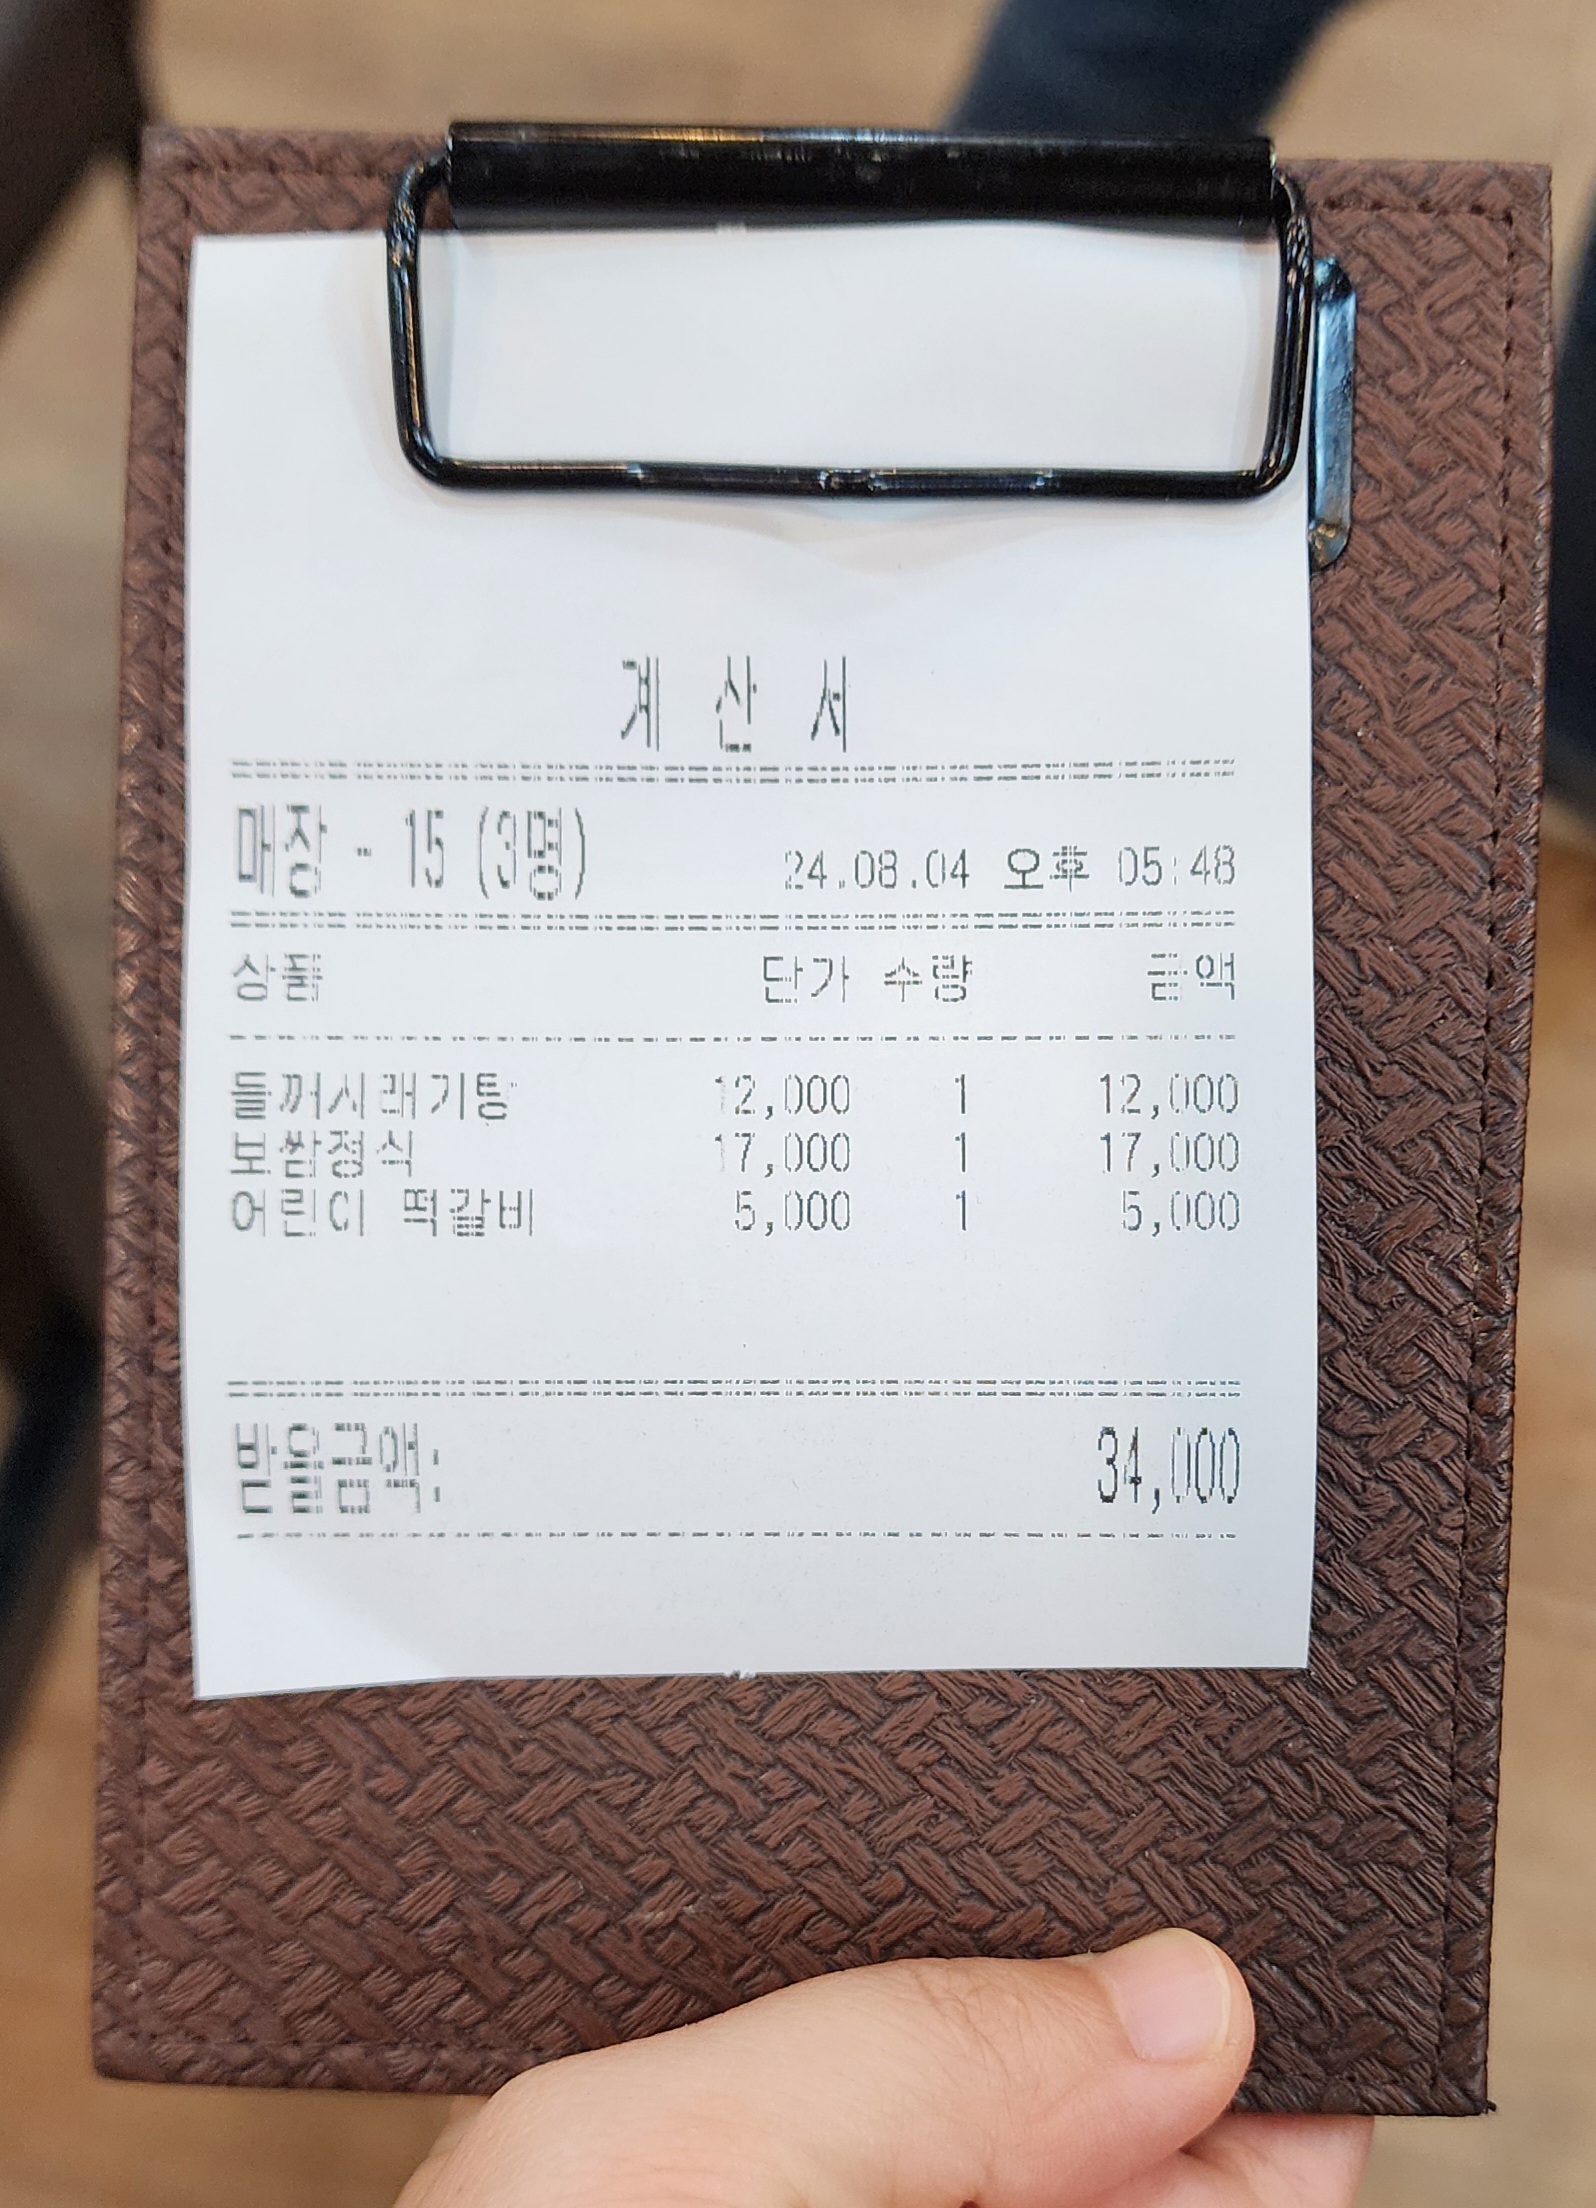 계 산 서
매장 - 15 (3명) 24.08.04 오후 05:48
상품 단가 수량 금액
들깨시래기탕 12,000 1 12,000
보쌈정식 17,000 1 17,000
어린이 떡갈비 5,000 1 5,000
받을금액: 34,000